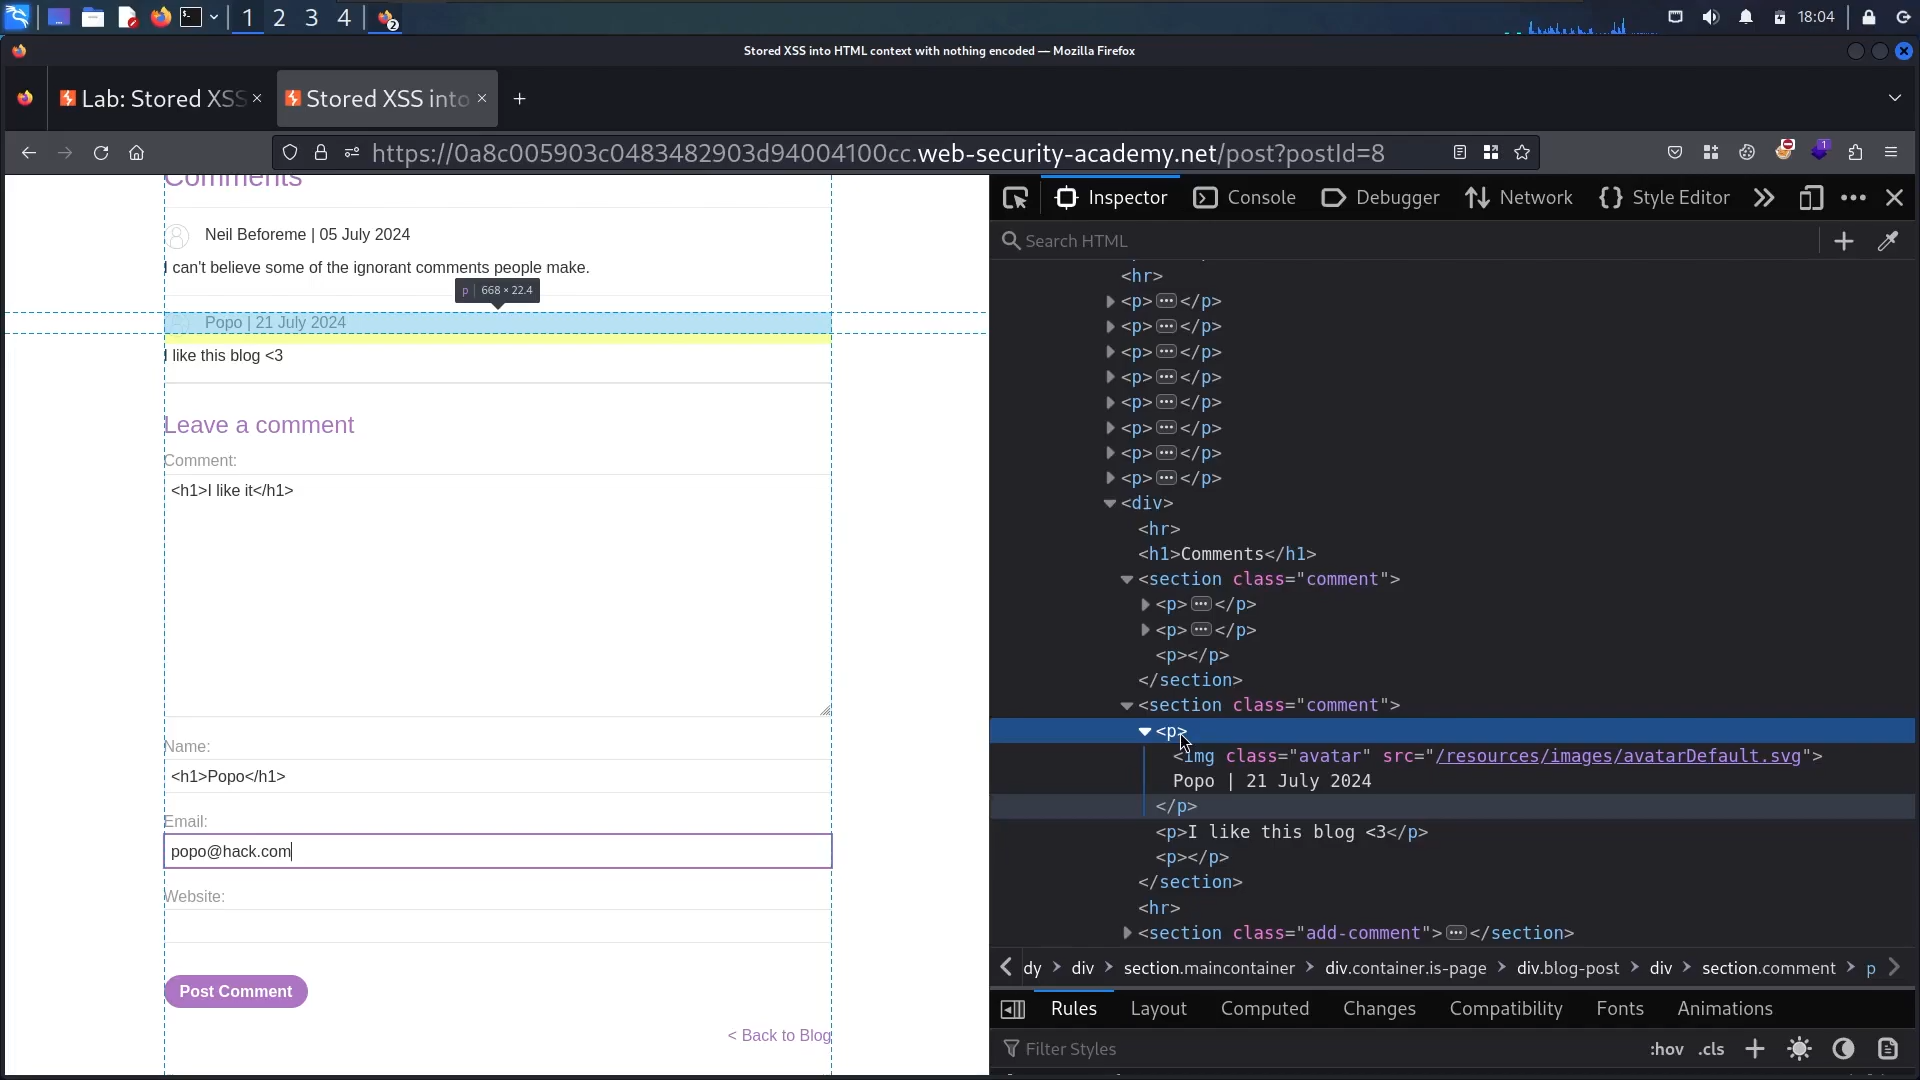 1 2 3 4 2 18:04
Stored XSS into HTML context with nothing encoded — Mozilla Firefox
Lab: Stored XSS Stored XSS into
https://0a8c005903c0483482903d94004100cc.web-security-academy.net/post?postId=8 1
Comments
Neil Beforeme | 05 July 2024
I can't believe some of the ignorant comments people make.
p 668 × 22.4
Popo | 21 July 2024
I like this blog <3
Leave a comment
Comment:
<h1>I like it</h1>
Name:
<h1>Popo</h1>
Email:
popo@hack.com
Website:
Post Comment
< Back to Blog
Inspector Console Debugger Network Style Editor
Search HTML
<hr>
<p>…</p>
<p>…</p>
<p>…</p>
<p>…</p>
<p>…</p>
<p>…</p>
<p>…</p>
<p>…</p>
<div>
<hr>
<h1>Comments</h1>
<section class="comment">
<p>…</p>
<p>…</p>
<p></p>
</section>
<section class="comment">
<p>
<img class="avatar" src="/resources/images/avatarDefault.svg">
Popo | 21 July 2024
</p>
<p>I like this blog <3</p>
<p></p>
</section>
<hr>
<section class="add-comment">…</section>
dy > div > section.maincontainer > div.container.is-page > div.blog-post > div > section.comment > p
Rules Layout Computed Changes Compatibility Fonts Animations
Filter Styles :hov .cls